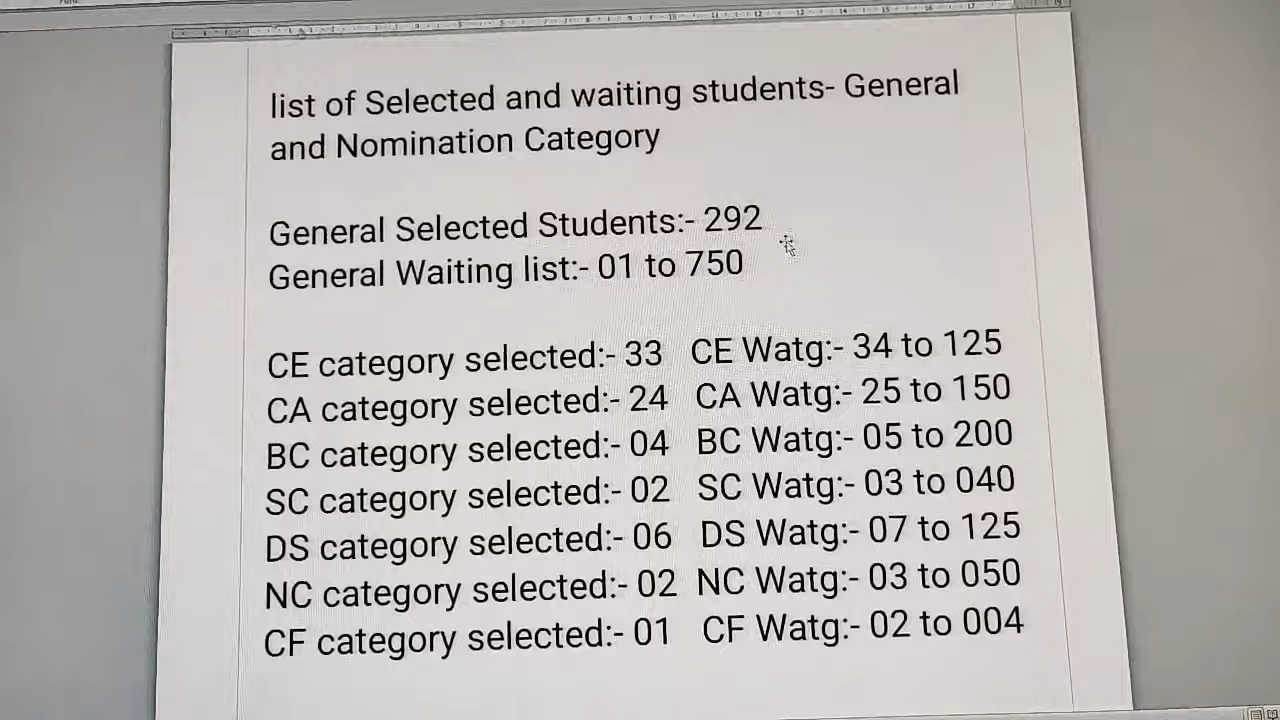 list of Selected and waiting students- General
and Nomination Category
General Selected Students:- 292
General Waiting list:- 01 to 750
CE category selected:- 33 CE Watg:- 34 to 125
CA category selected:- 24 CA Watg:- 25 to 150
BC category selected:- 04 BC Watg:- 05 to 200
SC category selected:- 02 SC Watg:- 03 to 040
DS category selected:- 06 DS Watg:- 07 to 125
NC category selected:- 02 NC Watg:- 03 to 050
CF category selected:- 01 CF Watg:- 02 to 004